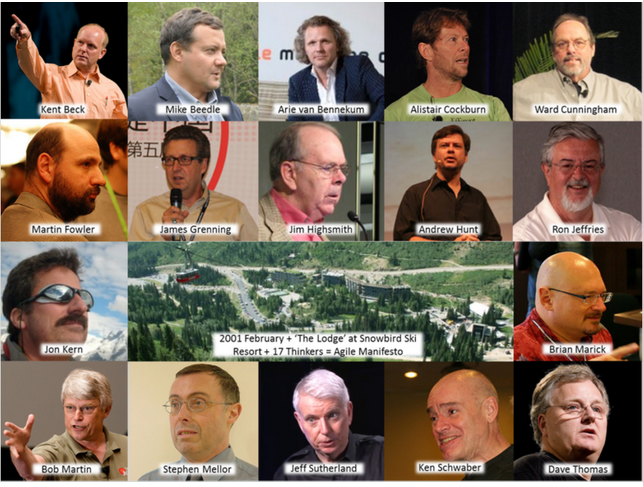 Kent Beck
Mike Beedle
Arie van Bennekum
Alistair Cockburn
Ward Cunningham
第五
Martin Fowler
James Grenning
Jim Highsmith
Andrew Hunt
Ron Jeffries
Jon Kern
2001 February + ‘The Lodge’ at Snowbird Ski
Resort + 17 Thinkers = Agile Manifesto
Brian Marick
Bob Martin
Stephen Mellor
Jeff Sutherland
Ken Schwaber
Dave Thomas